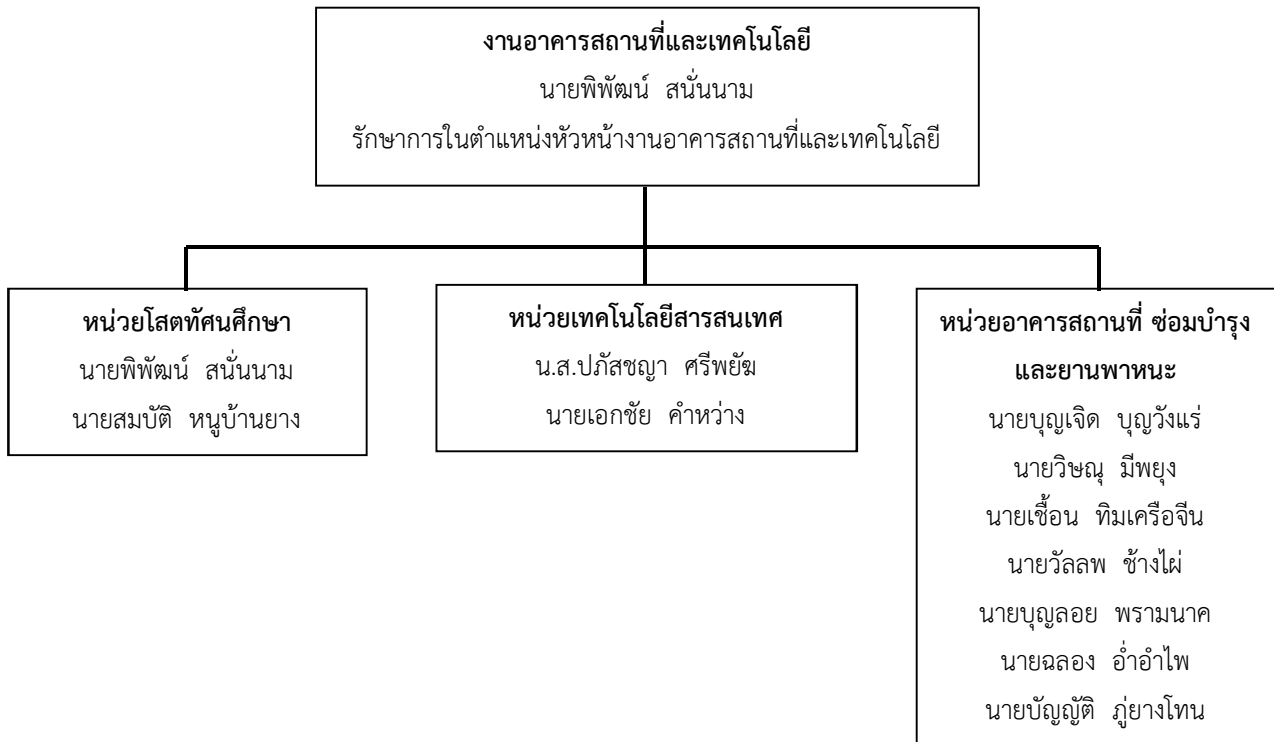 งานอาคารสถานที่และเทคโนโลยี
นายพิพัฒน์ สนั่นนาม
รักษาการในตำแหน่งหัวหน้างานอาคารสถานที่และเทคโนโลยี
หน่วยโสตทัศนศึกษา
นายพิพัฒน์ สนั่นนาม
นายสมบัติ หนูบ้านยาง
หน่วยเทคโนโลยีสารสนเทศ
น.ส.ปภัสชญา ศรีพยัฆ
นายเอกชัย คำหว่าง
หน่วยอาคารสถานที่ ซ่อมบำรุง
และยานพาหนะ
นายบุญเจิด บุญวังแร่
นายวิษณุ มีพยุง
นายเชื้อน ทิมเครือจีน
นายวัลลพ ช้างไผ่
นายบุญลอย พรามนาค
นายฉลอง อ่ำอำไพ
นายบัญญัติ ภู่ยางโทน